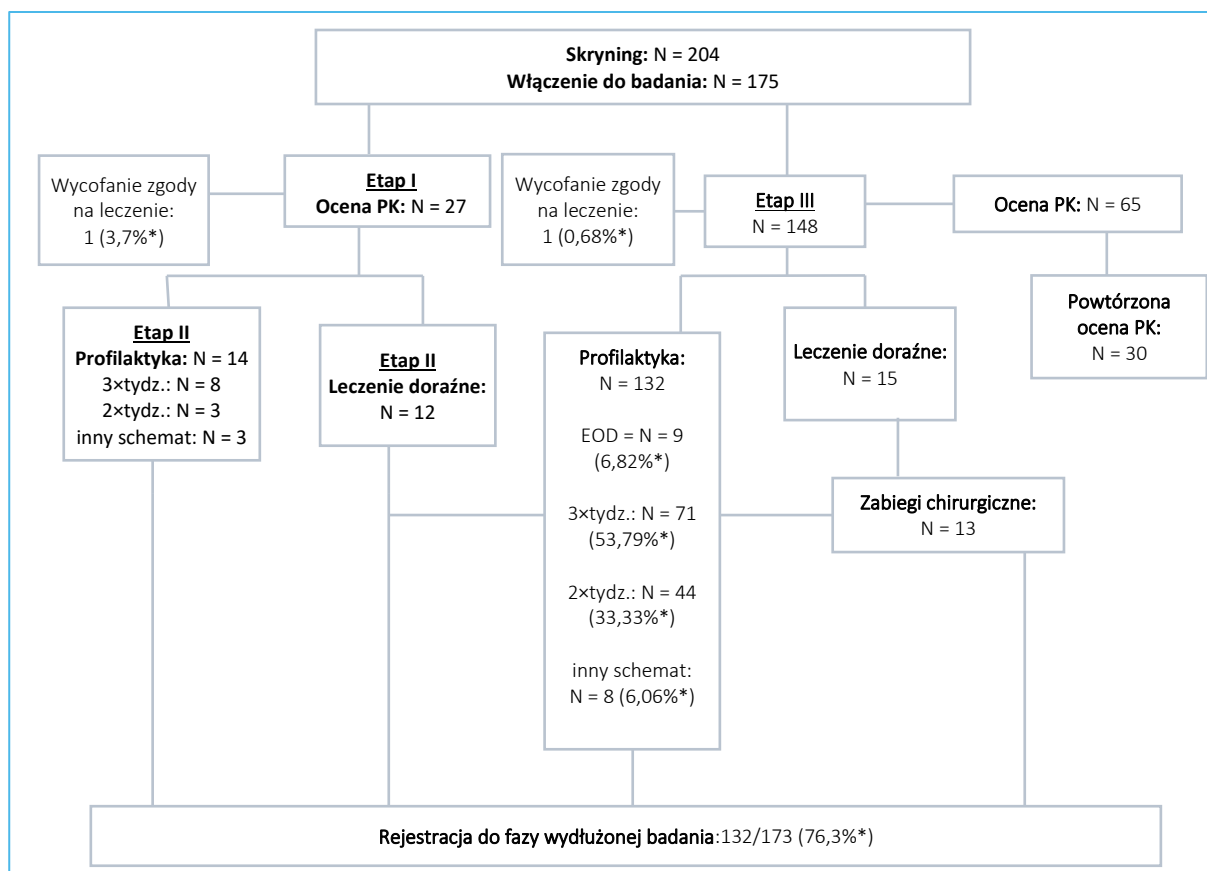 Skryning: N = 204
Włączenie do badania: N = 175
Wycofanie zgody
na leczenie:
1 (3,7%*)
Etap I
Ocena PK: N = 27
Wycofanie zgody
na leczenie:
1 (0,68%*)
Etap III
N = 148
Ocena PK: N = 65
Powtórzona
ocena PK:
N = 30
Etap II
Profilaktyka: N = 14
3×tydz.: N = 8
2×tydz.: N = 3
inny schemat: N = 3
Etap II
Leczenie doraźne:
N = 12
Profilaktyka:
N = 132
EOD = N = 9
(6,82%*)
3×tydz.: N = 71
(53,79%*)
2×tydz.: N = 44
(33,33%*)
inny schemat:
N = 8 (6,06%*)
Leczenie doraźne:
N = 15
Zabiegi chirurgiczne:
N = 13
Rejestracja do fazy wydłużonej badania:132/173 (76,3%*)